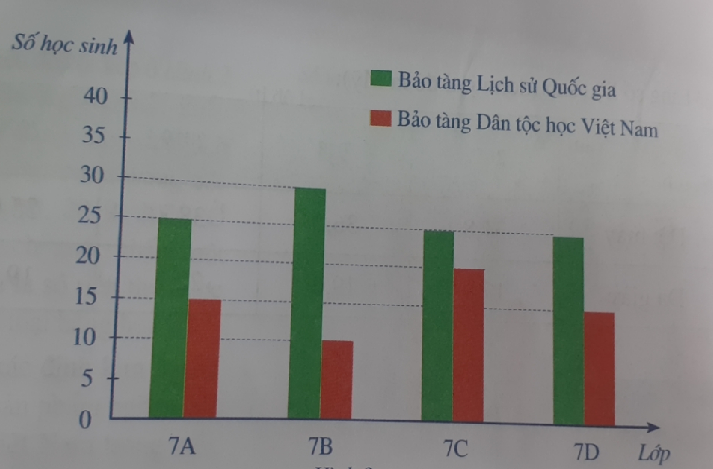 Số học sinh
Bảo tàng Lịch sử Quốc gia
Bảo tàng Dân tộc học Việt Nam
40
35
30
25
20
15
10
5
0
7A 7B 7C 7D Lớp